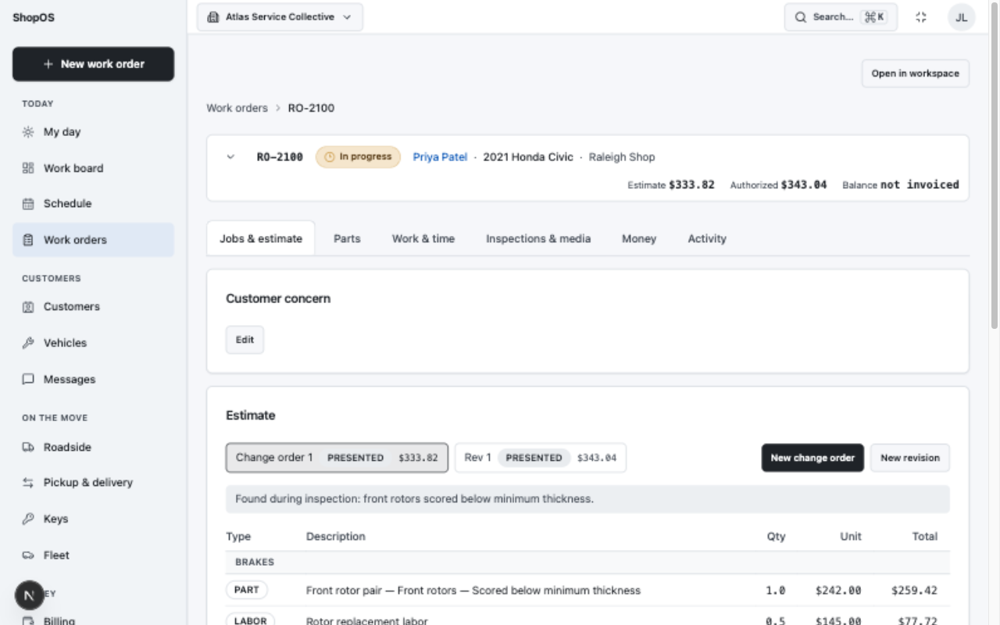 ShopOS
Atlas Service Collective
Search... ⌘K
JL
+ New work order
TODAY
My day
Work board
Schedule
Work orders
CUSTOMERS
Customers
Vehicles
Messages
ON THE MOVE
Roadside
Pickup & delivery
Keys
Fleet
N
EY
Billing
Open in workspace
Work orders > RO-2100
RO-2100 In progress Priya Patel · 2021 Honda Civic · Raleigh Shop
Estimate $333.82 Authorized $343.04 Balance not invoiced
Jobs & estimate Parts Work & time Inspections & media Money Activity
Customer concern
Edit
Estimate
Change order 1 PRESENTED $333.82 Rev 1 PRESENTED $343.04 New change order New revision
Found during inspection: front rotors scored below minimum thickness.
Type Description Qty Unit Total
BRAKES
PART Front rotor pair — Front rotors — Scored below minimum thickness 1.0 $242.00 $259.42
LABOR Rotor replacement labor 0.5 $145.00 $77.72